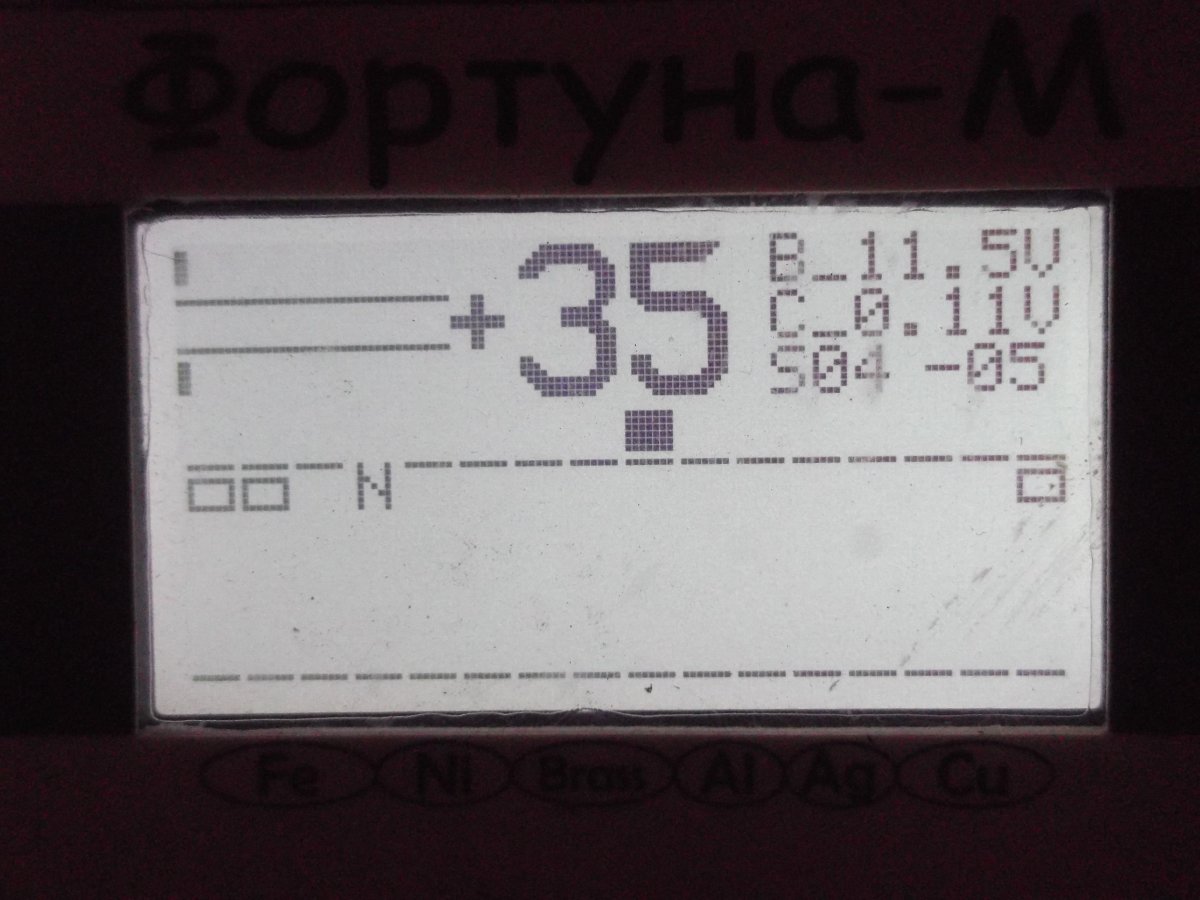 Фортуна-М
+35
B_11.5V
C_0.11V
S04 -05
N
Fe Ni Brass Al Ag Cu